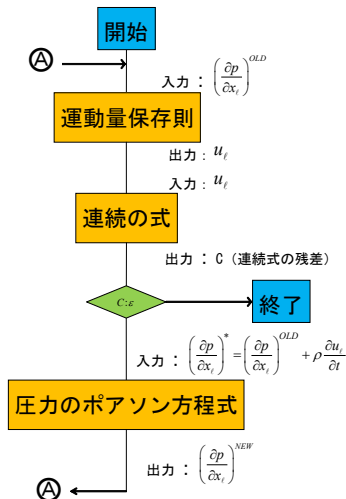 開始
Ⓐ
入力： (∂p/∂x_ℓ)^OLD
運動量保存則
出力： u_ℓ
入力： u_ℓ
連続の式
出力 ： C（連続式の残差）
C:ε
終了
入力 ： (∂p/∂x_ℓ)^* = (∂p/∂x_ℓ)^OLD + ρ ∂u_ℓ/∂t
圧力のポアソン方程式
出力 ： (∂p/∂x_ℓ)^NEW
Ⓐ